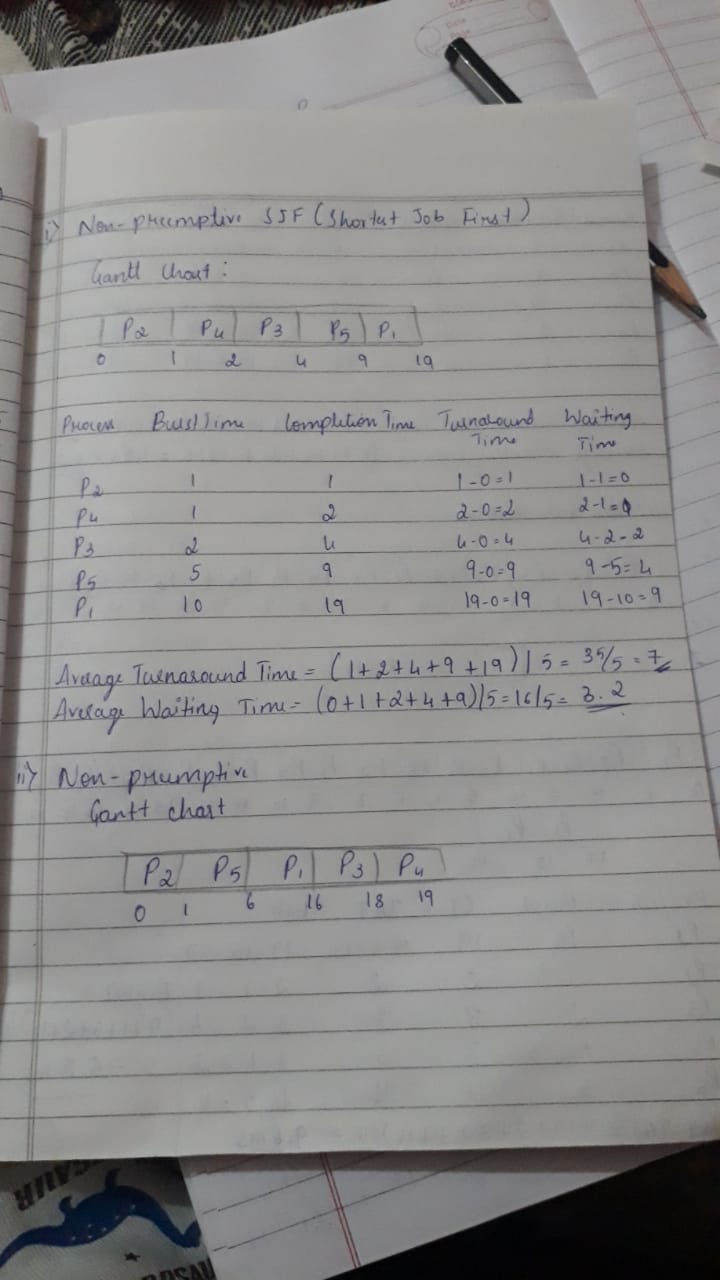 i) Non-preemptive SJF (Shortest Job First)
Gantt Chart :
P2 P4 P3 P5 P1
0 1 2 4 9 19
Process Burst Time Completion Time Turnaround Time Waiting Time
P2 1 1 1-0=1 1-1=0
P4 1 2 2-0=2 2-1=1
P3 2 4 4-0=4 4-2=2
P5 5 9 9-0=9 9-5=4
P1 10 19 19-0=19 19-10=9
Average Turnaround Time = (1+2+4+9+19)/5 = 35/5 = 7
Average Waiting Time = (0+1+2+4+9)/5=16/5= 3.2
ii) Non-preumptive
Gantt chart
P2 P5 P1 P3 P4
0 1 6 16 18 19